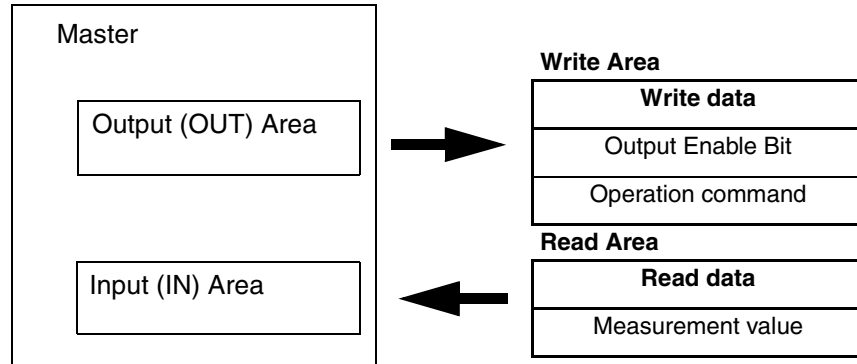 Master
Output (OUT) Area
Input (IN) Area
Write Area
Write data
Output Enable Bit
Operation command
Read Area
Read data
Measurement value